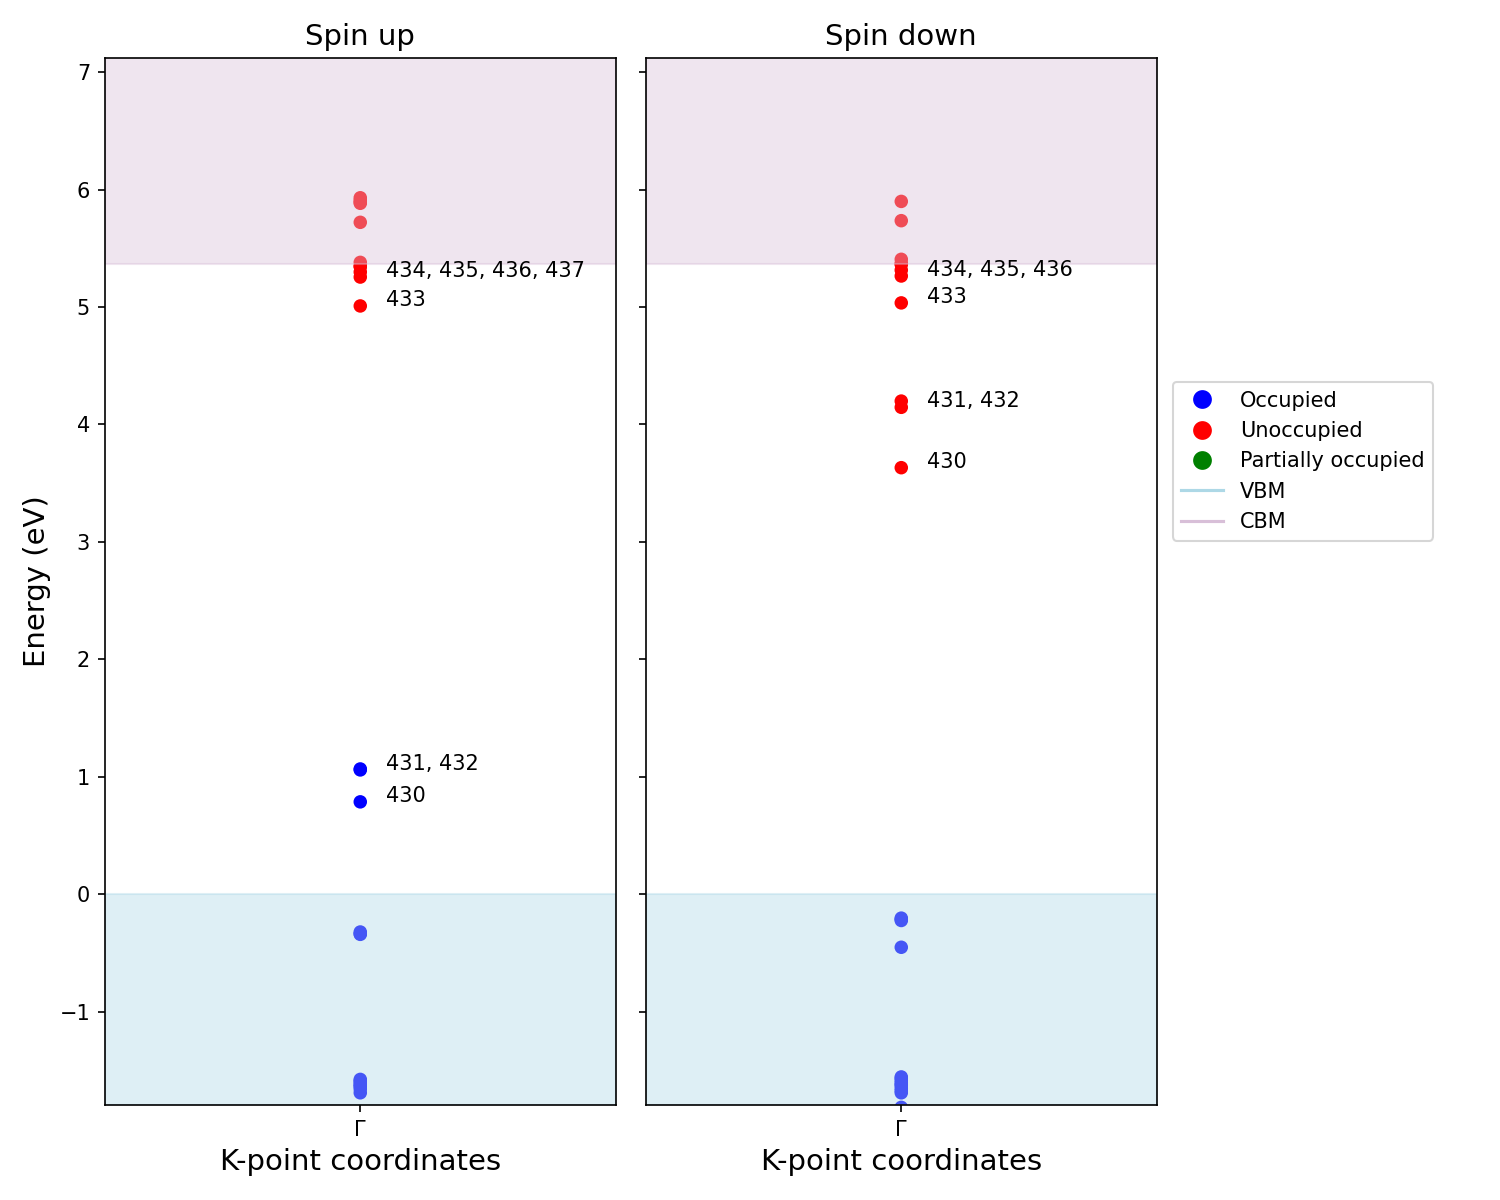 Spin up
Spin down
Energy (eV)
7
6
5
4
3
2
1
0
−1
434, 435, 436, 437
433
431, 432
430
Γ
K-point coordinates
434, 435, 436
433
431, 432
430
Γ
K-point coordinates
Occupied
Unoccupied
Partially occupied
VBM
CBM